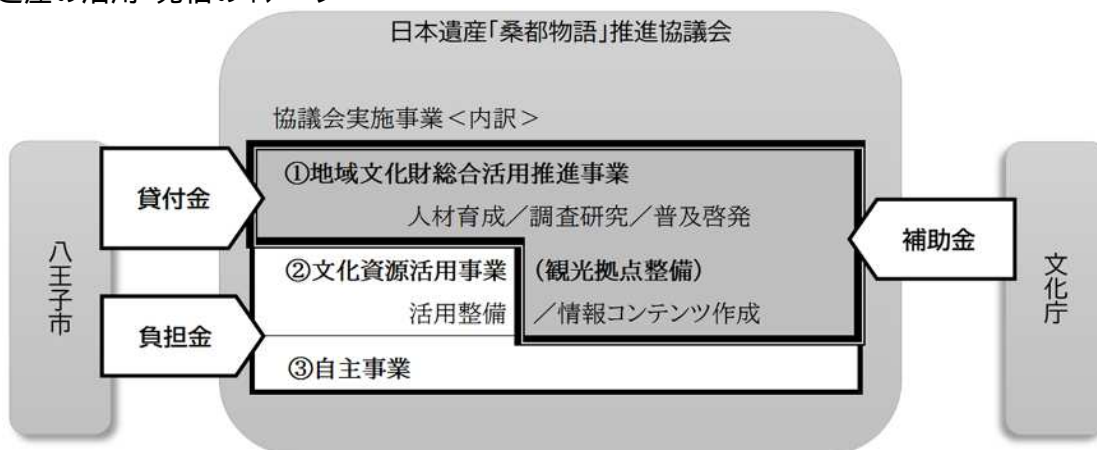 日本遺産「桑都物語」推進協議会
協議会実施事業＜内訳＞
①地域文化財総合活用推進事業
人材育成／調査研究／普及啓発
②文化資源活用事業（観光拠点整備）
活用整備／情報コンテンツ作成
③自主事業
八王子市
貸付金
負担金
補助金
文化庁